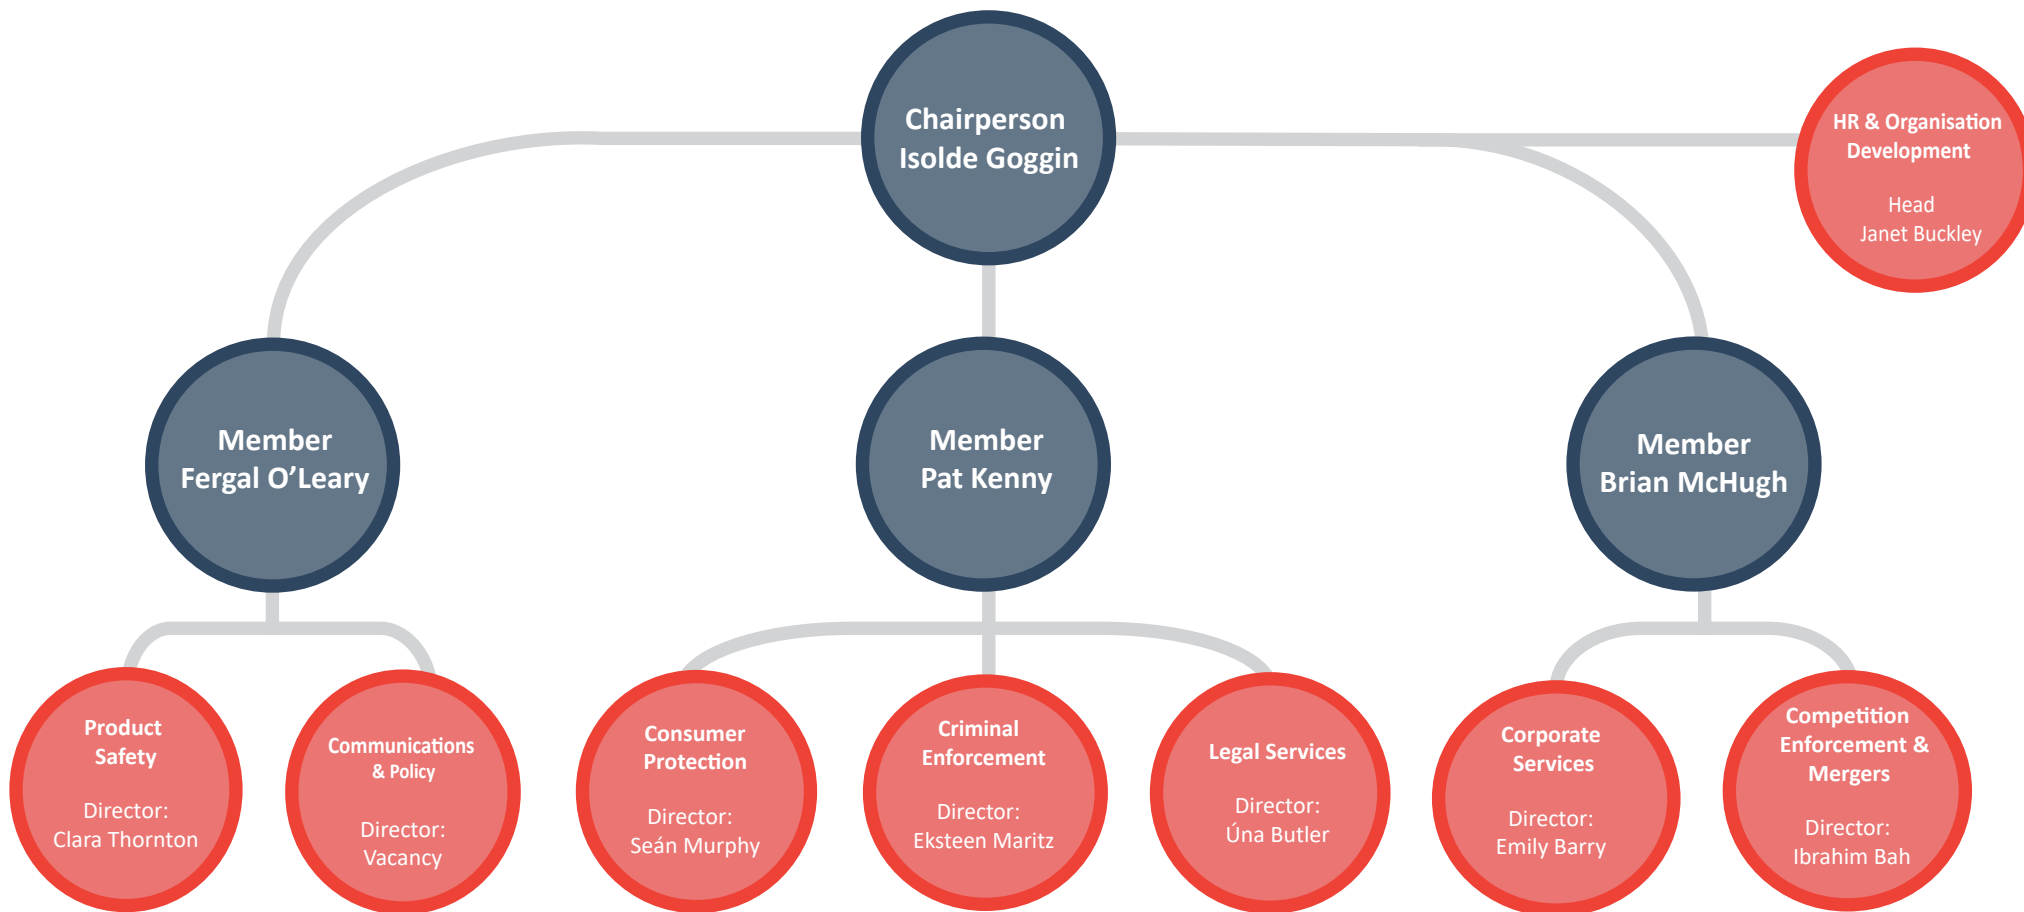 Chairperson
Isolde Goggin
HR & Organisation
Development
Head
Janet Buckley
Member
Fergal O’Leary
Member
Pat Kenny
Member
Brian McHugh
Product
Safety
Director:
Clara Thornton
Communications
& Policy
Director:
Vacancy
Consumer
Protection
Director:
Seán Murphy
Criminal
Enforcement
Director:
Eksteen Maritz
Legal Services
Director:
Úna Butler
Corporate
Services
Director:
Emily Barry
Competition
Enforcement &
Mergers
Director:
Ibrahim Bah